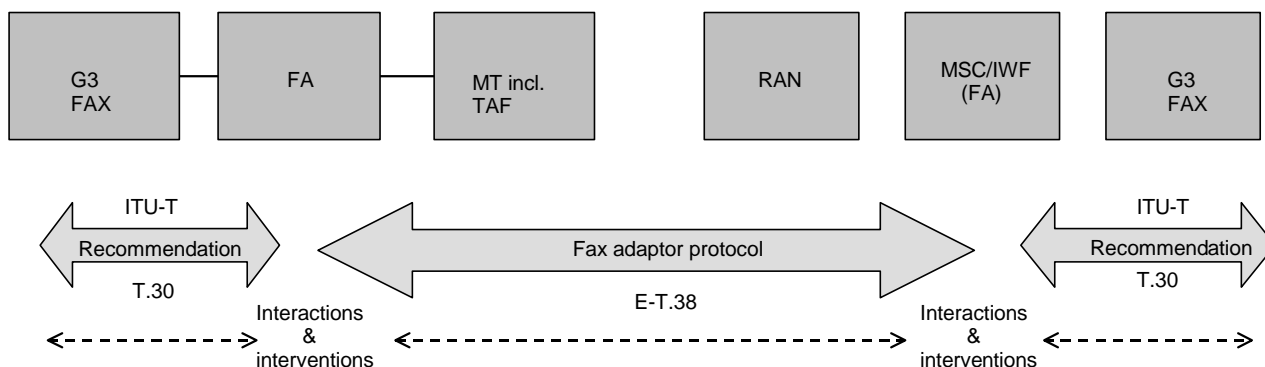 G3
FAX
FA
MT incl.
TAF
RAN
MSC/IWF
(FA)
G3
FAX
ITU-T
Recommendation
T.30
Fax adaptor protocol
E-T.38
ITU-T
Recommendation
T.30
Interactions
&
interventions
Interactions
&
interventions